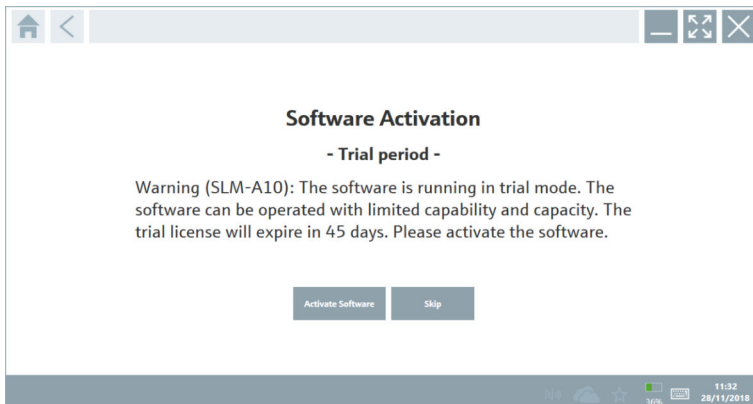 Software Activation
- Trial period -
Warning (SLM-A10): The software is running in trial mode. The
software can be operated with limited capability and capacity. The
trial license will expire in 45 days. Please activate the software.
Activate Software
Skip
11:32
36%
28/11/2018